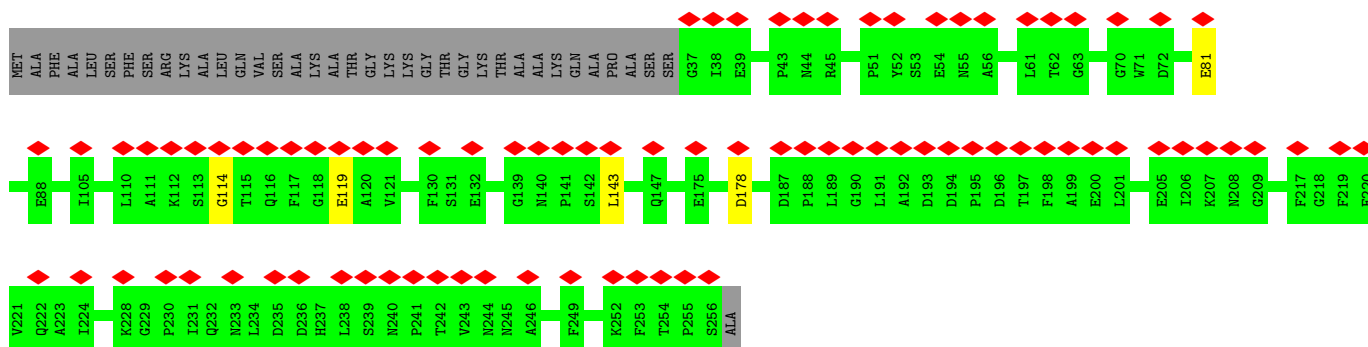 MET ALA PHE ALA LEU SER PHE SER ARG LYS ALA LEU GLN VAL SER ALA LYS ALA THR GLY LYS LYS GLY THR GLY LYS THR ALA ALA LYS GLN ALA PRO ALA SER SER G37 I38 E39 P43 N44 R45 P51 Y52 S53 E54 N55 A56 L61 T62 G63 G70 W71 D72 E81
E88 I105 L110 A111 K112 S113 G114 T115 Q116 F117 G118 E119 A120 V121 F130 S131 E132 G139 N140 P141 S142 L143 Q147 E175 D178 D187 P188 L189 G190 L191 A192 D193 D194 P195 D196 T197 F198 A199 E200 L201 E205 I206 K207 N208 G209 F217 G218 F219
V221 Q222 A223 I224 K228 G229 P230 I231 Q232 N233 L234 D235 D236 H237 L238 S239 N240 P241 T242 V243 N244 N245 A246 F249 K252 F253 T254 P255 S256 ALA